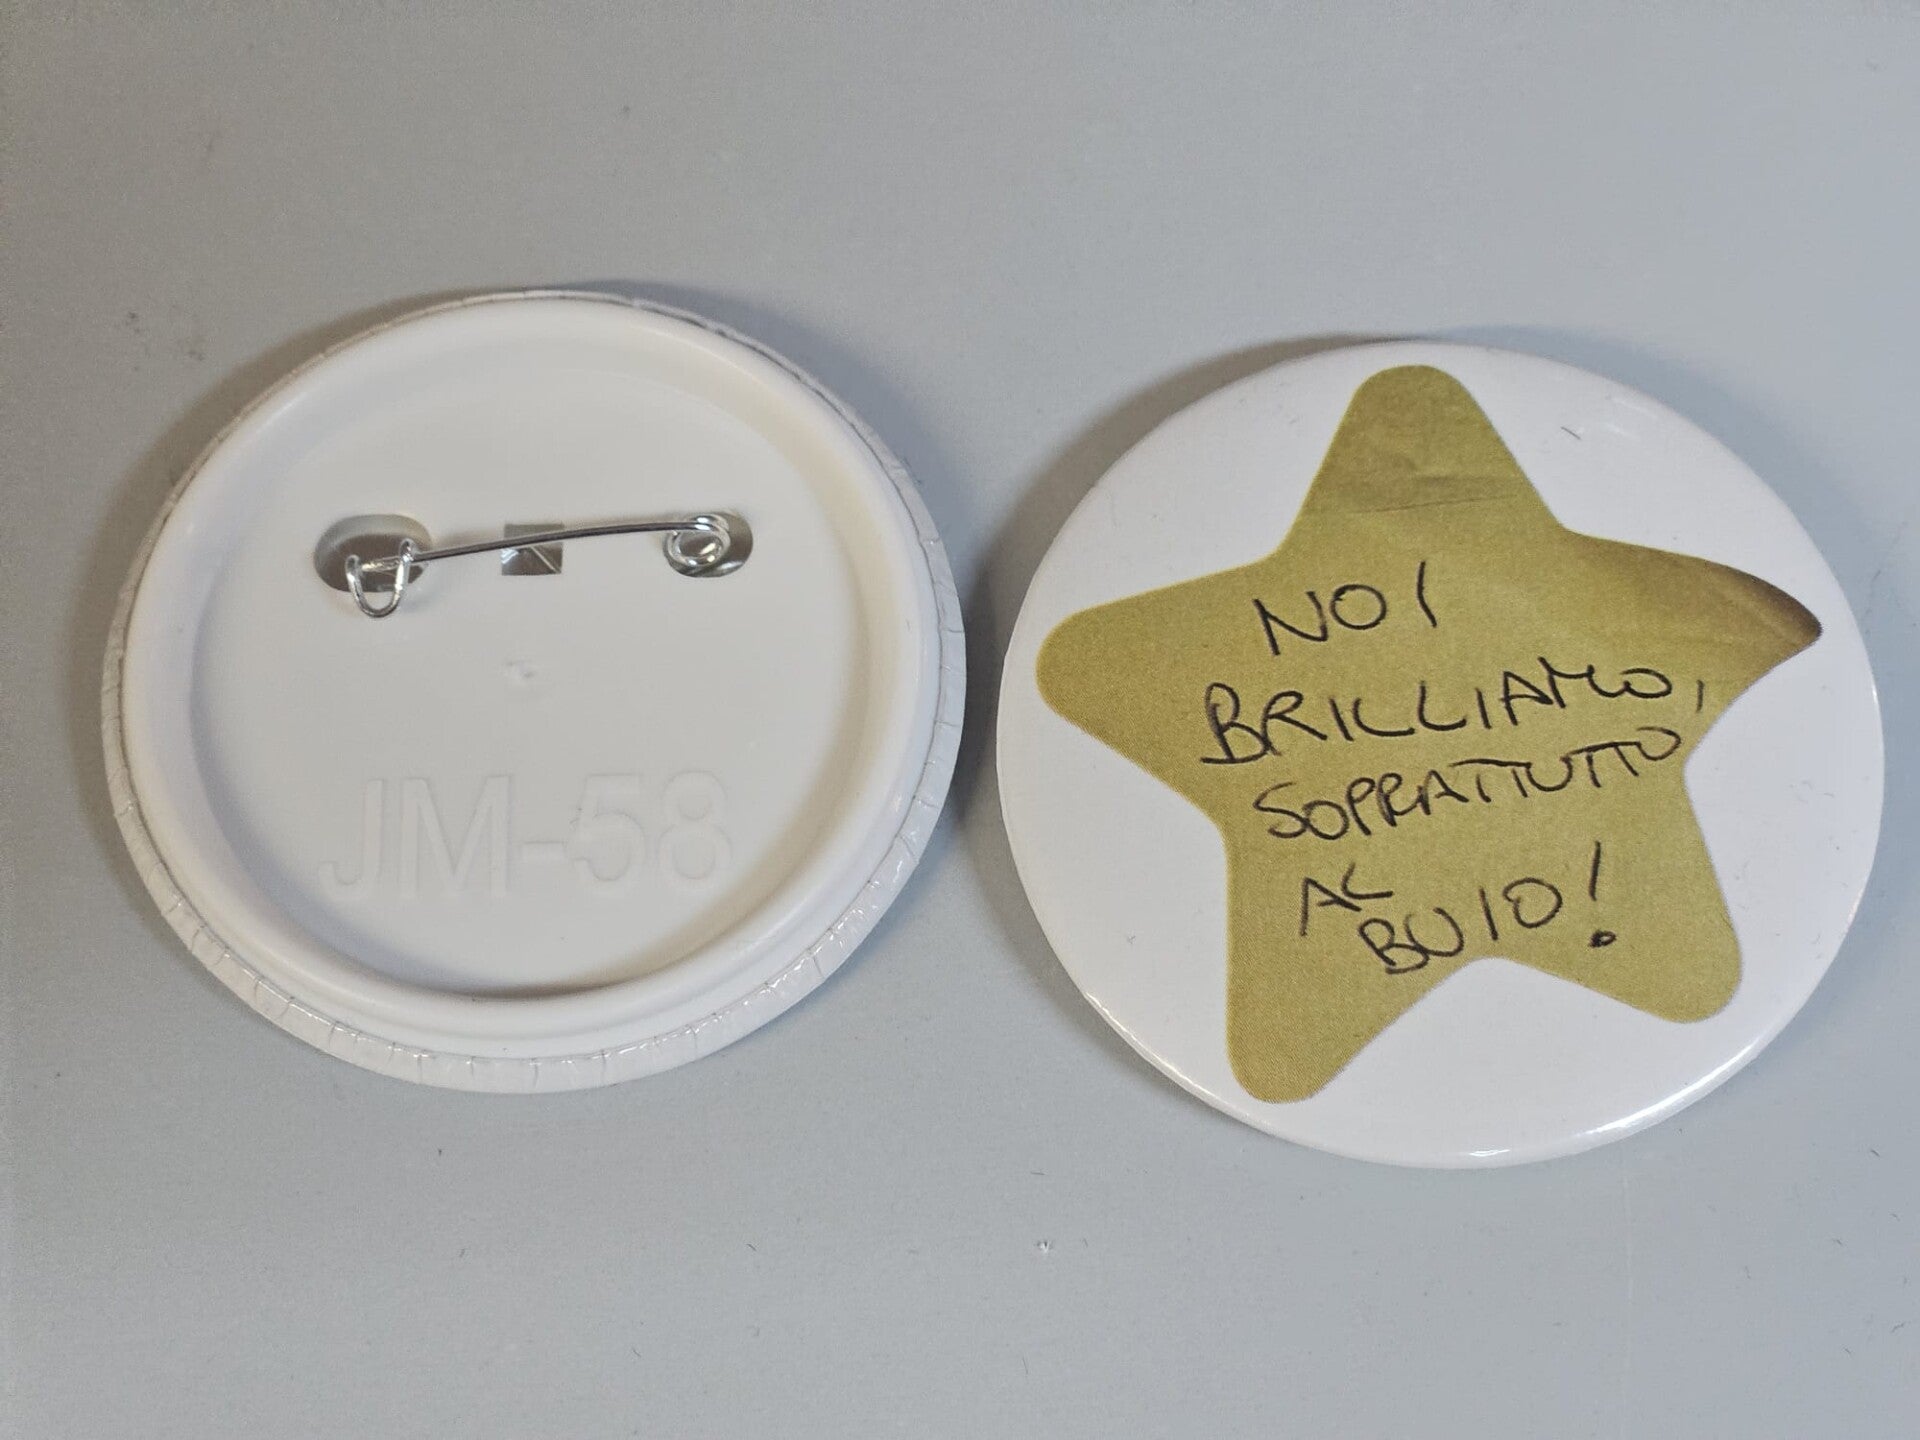 JM-58
NOI
BRILLIAMO,
SOPRATTUTTO
AL
BUIO!